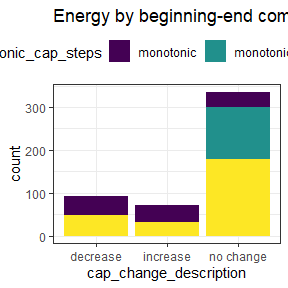 Energy by beginning-end com
onic_cap_steps monotonic monotonic
300
200
100
0
count
decrease increase no change
cap_change_description